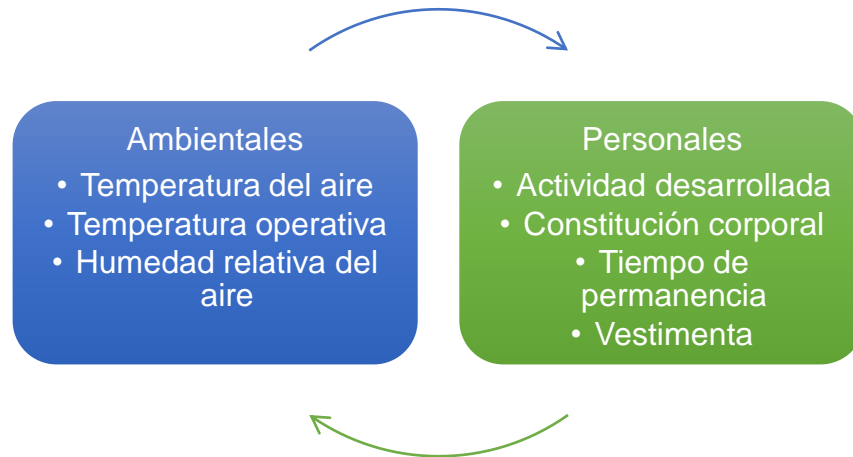 Ambientales
• Temperatura del aire
• Temperatura operativa
• Humedad relativa del
aire
Personales
• Actividad desarrollada
• Constitución corporal
• Tiempo de
permanencia
• Vestimenta